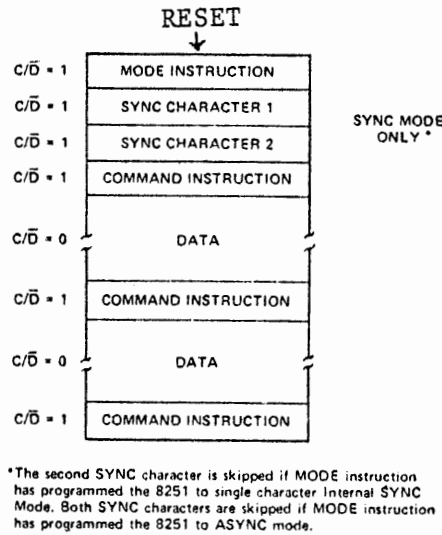 RESET
C/D̅ = 1 MODE INSTRUCTION
C/D̅ = 1 SYNC CHARACTER 1
SYNC MODE
ONLY *
C/D̅ = 1 SYNC CHARACTER 2
C/D̅ = 1 COMMAND INSTRUCTION
C/D̅ = 0 DATA
C/D̅ = 1 COMMAND INSTRUCTION
C/D̅ = 0 DATA
C/D̅ = 1 COMMAND INSTRUCTION
*The second SYNC character is skipped if MODE instruction
has programmed the 8251 to single character Internal SYNC
Mode. Both SYNC characters are skipped if MODE instruction
has programmed the 8251 to ASYNC mode.